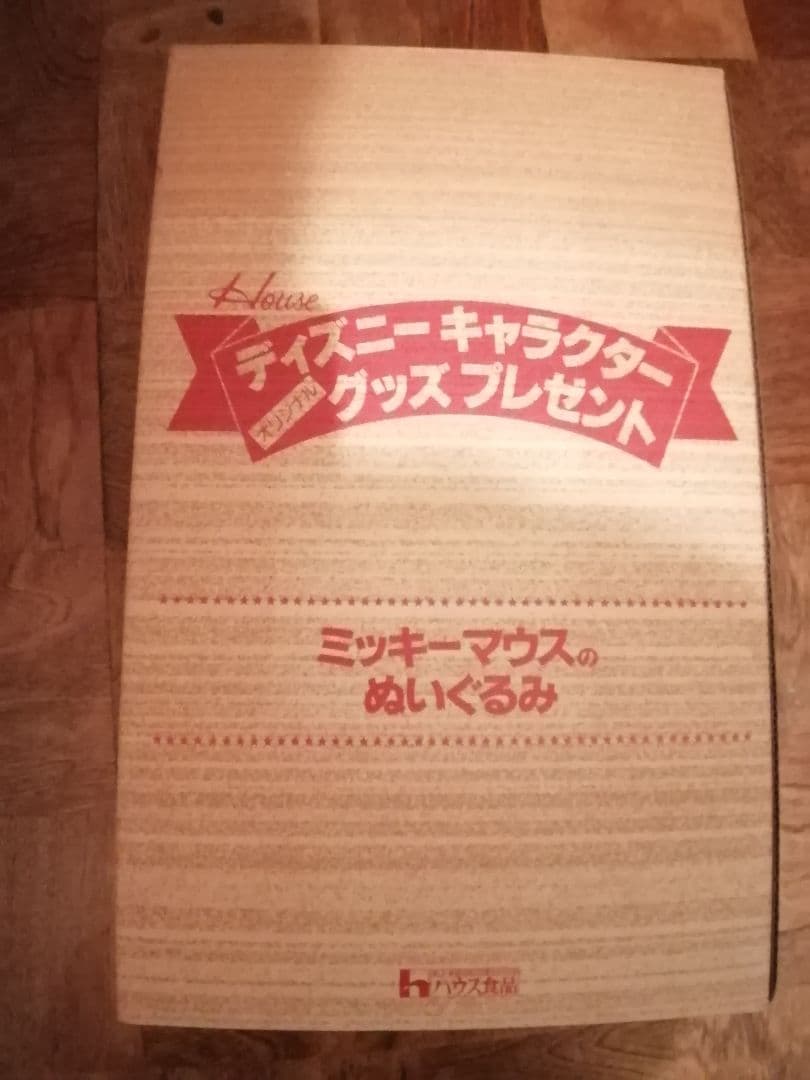 House
ディズニー キャラクター
オリジナル グッズ プレゼント
ミッキーマウスの
ぬいぐるみ
ハウス食品